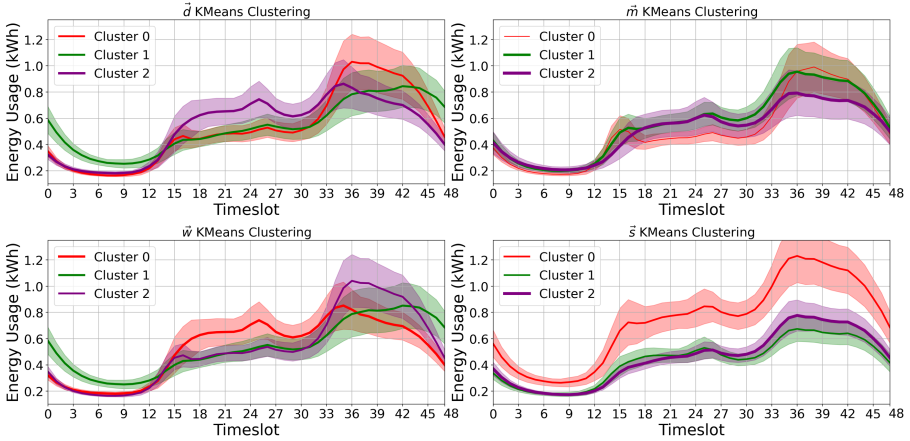 d⃗ KMeans Clustering
Energy Usage (kWh)
1.2
1.0
0.8
0.6
0.4
0.2
Cluster 0
Cluster 1
Cluster 2
0 3 6 9 12 15 18 21 24 27 30 33 36 39 42 45 48
Timeslot
m⃗ KMeans Clustering
Energy Usage (kWh)
1.2
1.0
0.8
0.6
0.4
0.2
Cluster 0
Cluster 1
Cluster 2
0 3 6 9 12 15 18 21 24 27 30 33 36 39 42 45 48
Timeslot
w⃗ KMeans Clustering
Energy Usage (kWh)
1.2
1.0
0.8
0.6
0.4
0.2
Cluster 0
Cluster 1
Cluster 2
0 3 6 9 12 15 18 21 24 27 30 33 36 39 42 45 48
Timeslot
s⃗ KMeans Clustering
Energy Usage (kWh)
1.2
1.0
0.8
0.6
0.4
0.2
Cluster 0
Cluster 1
Cluster 2
0 3 6 9 12 15 18 21 24 27 30 33 36 39 42 45 48
Timeslot